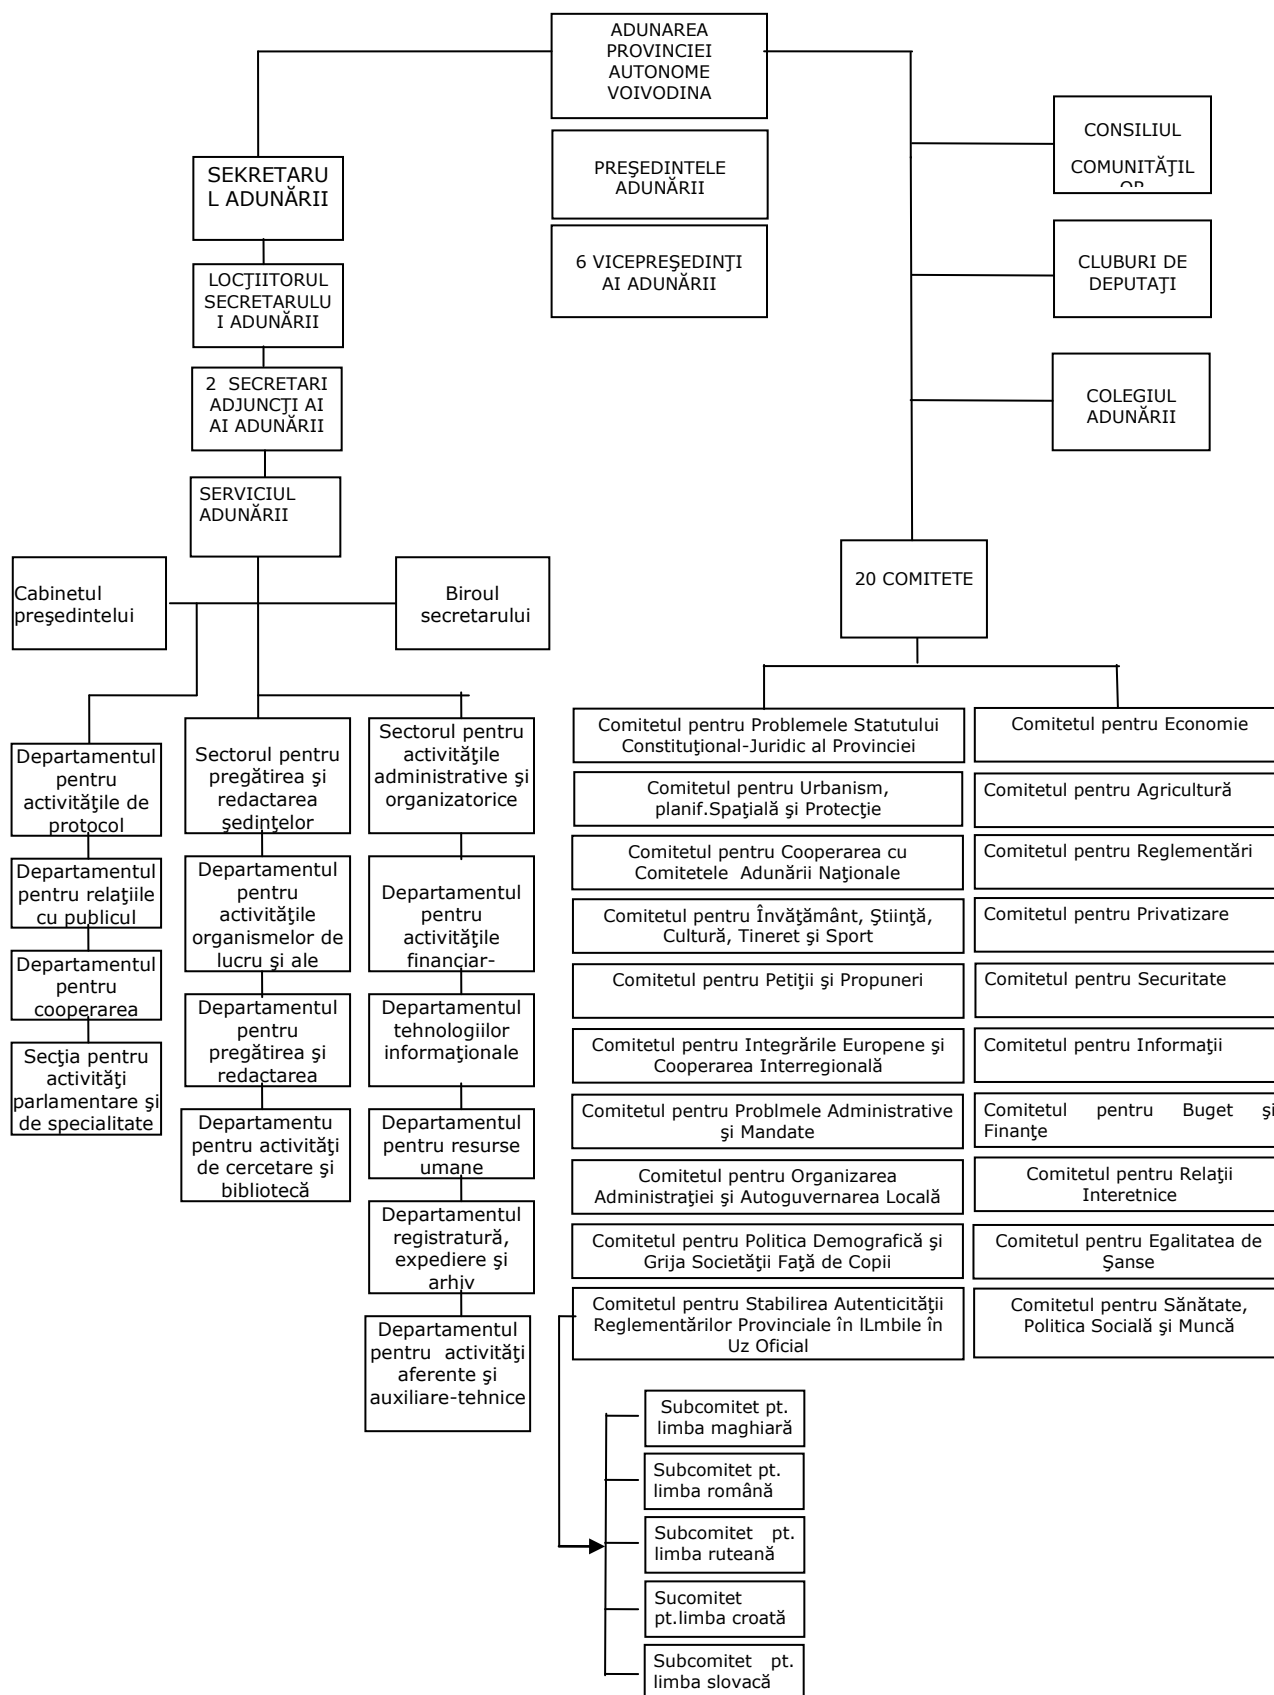 ADUNAREA
PROVINCIEI
AUTONOME
VOIVODINA
PREŞEDINTELE
ADUNĂRII
6 VICEPREŞEDINŢI
AI ADUNĂRII
CONSILIUL
COMUNITĂŢIL
CLUBURI DE
DEPUTAŢI
COLEGIUL
ADUNĂRII
SEKRETARU
L ADUNĂRII
LOCŢIITORUL
SECRETARULU
I ADUNĂRII
2 SECRETARI
ADJUNCŢI AI
AI ADUNĂRII
SERVICIUL
ADUNĂRII
Cabinetul
preşedintelui
Biroul
secretarului
20 COMITETE
Departamentul
pentru
activităţile de
protocol
Departamentul
pentru relaţiile
cu publicul
Departamentul
pentru
cooperarea
Secţia pentru
activităţi
parlamentare şi
de specialitate
Sectorul pentru
pregătirea şi
redactarea
şedinţelor
Departamentul
pentru
activităţile
organismelor de
lucru şi ale
Departamentul
pentru
pregătirea şi
redactarea
Departamentu
pentru activităţi
de cercetare şi
bibliotecă
Sectorul pentru
activităţile
administrative şi
organizatorice
Departamentul
pentru
activităţile
financiar-
Departamentul
tehnologiilor
informaţionale
Departamentul
pentru resurse
umane
Departamentul
registratură,
expediere şi
arhiv
Departamentul
pentru activităţi
aferente şi
auxiliare-tehnice
Comitetul pentru Problemele Statutului
Constituţional-Juridic al Provinciei
Comitetul pentru Urbanism,
planif.Spaţială şi Protecţie
Comitetul pentru Cooperarea cu
Comitetele Adunării Naţionale
Comitetul pentru Învăţământ, Ştiinţă,
Cultură, Tineret şi Sport
Comitetul pentru Petiţii şi Propuneri
Comitetul pentru Integrările Europene şi
Cooperarea Interregională
Comitetul pentru Problmele Administrative
şi Mandate
Comitetul pentru Organizarea
Administraţiei şi Autoguvernarea Locală
Comitetul pentru Politica Demografică şi
Grija Societăţii Faţă de Copii
Comitetul pentru Stabilirea Autenticităţii
Reglementărilor Provinciale în lLmbile în
Uz Oficial
Comitetul pentru Economie
Comitetul pentru Agricultură
Comitetul pentru Reglementări
Comitetul pentru Privatizare
Comitetul pentru Securitate
Comitetul pentru Informaţii
Comitetul pentru Buget şi
Finanţe
Comitetul pentru Relaţii
Interetnice
Comitetul pentru Egalitatea de
Şanse
Comitetul pentru Sănătate,
Politica Socială şi Muncă
Subcomitet pt.
limba maghiară
Subcomitet pt.
limba română
Subcomitet pt.
limba ruteană
Sucomitet
pt.limba croată
Subcomitet pt.
limba slovacă